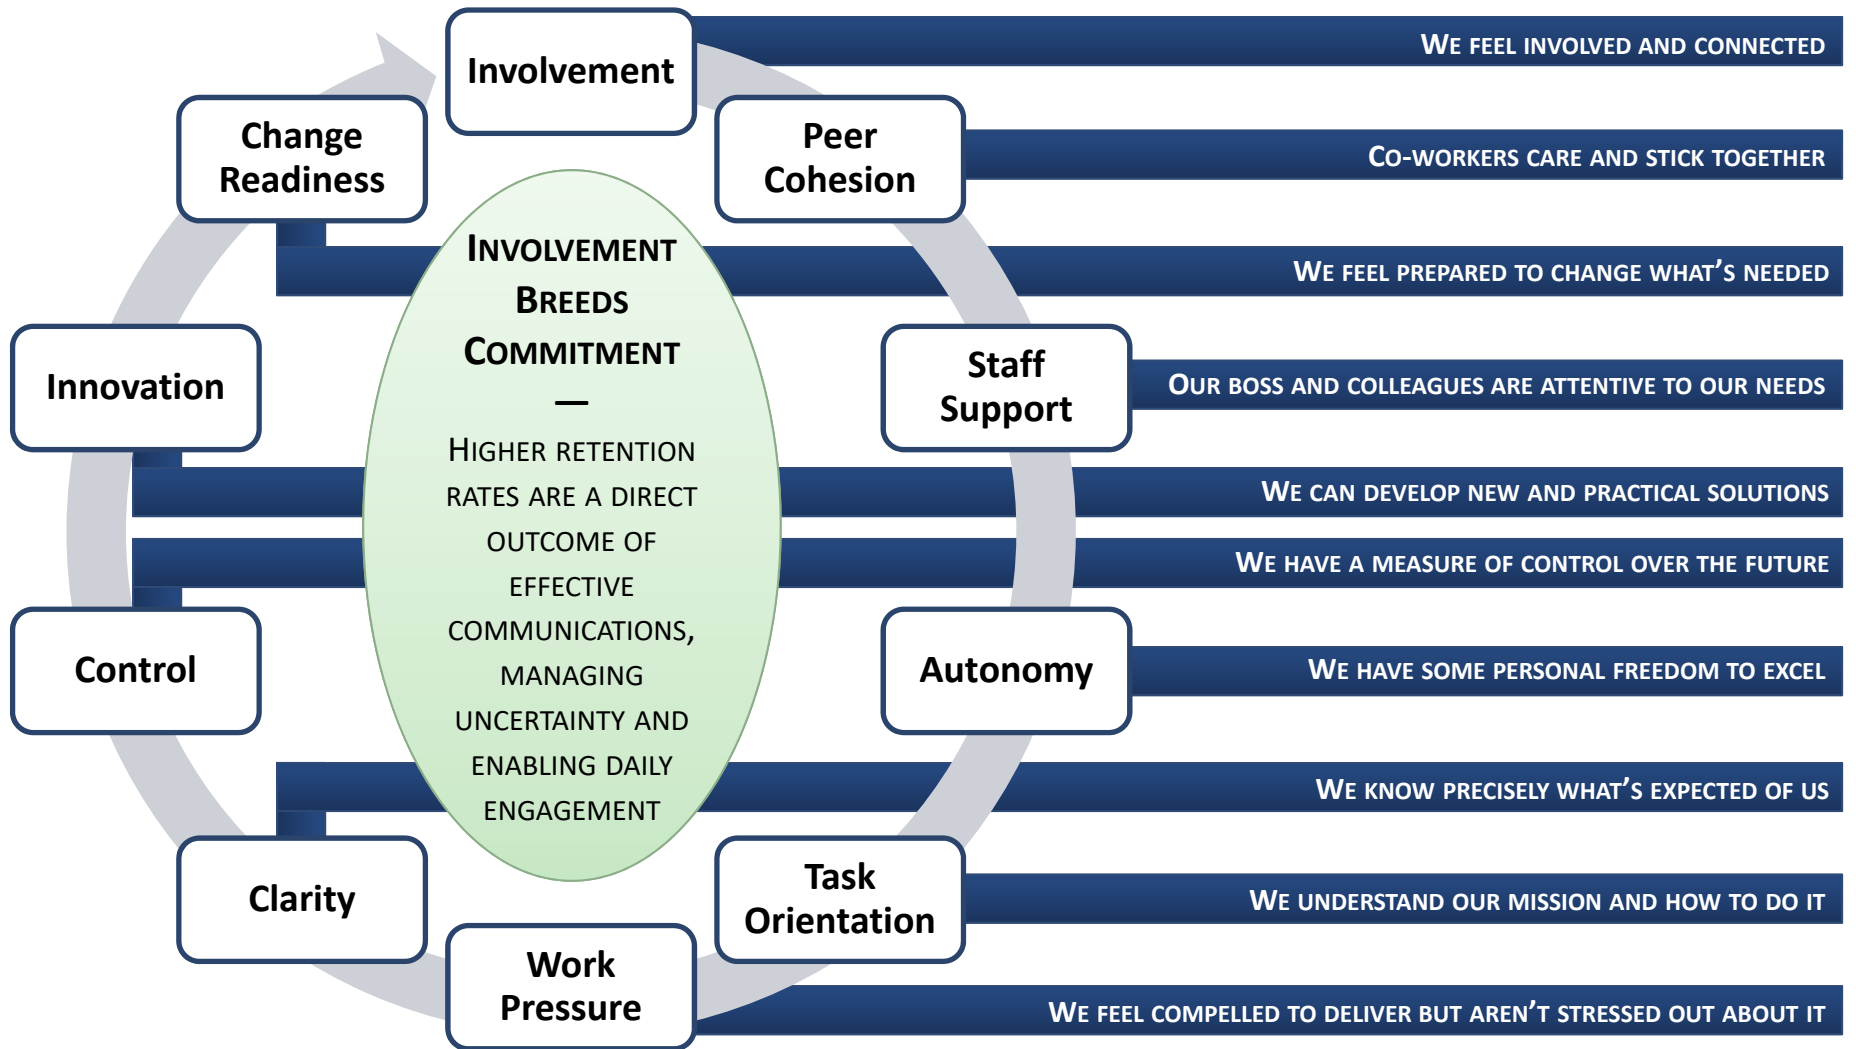 Involvement
WE FEEL INVOLVED AND CONNECTED
Peer
Cohesion
CO-WORKERS CARE AND STICK TOGETHER
Change
Readiness
WE FEEL PREPARED TO CHANGE WHAT’S NEEDED
Staff
Support
OUR BOSS AND COLLEAGUES ARE ATTENTIVE TO OUR NEEDS
Innovation
WE CAN DEVELOP NEW AND PRACTICAL SOLUTIONS
Control
WE HAVE A MEASURE OF CONTROL OVER THE FUTURE
Autonomy
WE HAVE SOME PERSONAL FREEDOM TO EXCEL
Clarity
WE KNOW PRECISELY WHAT’S EXPECTED OF US
Task
Orientation
WE UNDERSTAND OUR MISSION AND HOW TO DO IT
Work
Pressure
WE FEEL COMPELLED TO DELIVER BUT AREN’T STRESSED OUT ABOUT IT
INVOLVEMENT
BREEDS
COMMITMENT
—
HIGHER RETENTION
RATES ARE A DIRECT
OUTCOME OF
EFFECTIVE
COMMUNICATIONS,
MANAGING
UNCERTAINTY AND
ENABLING DAILY
ENGAGEMENT